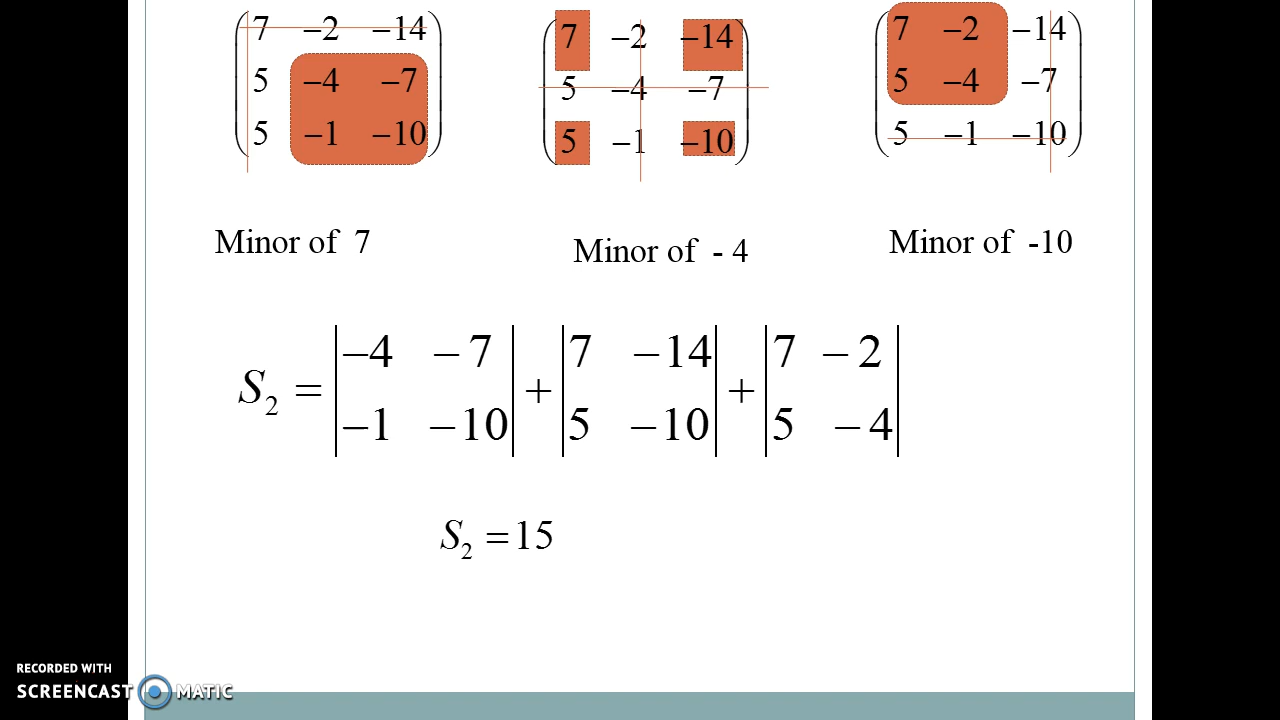 7 −2 −14
5 −4 −7
5 −1 −10
7 −2 −14
5 −4 −7
5 −1 −10
7 −2 −14
5 −4 −7
5 −1 −10
Minor of 7
Minor of - 4
Minor of -10
S₂ = |−4 −7| + |7 −14| + |7 −2|
|−1 −10| |5 −10| |5 −4|
S₂ = 15
RECORDED WITH
SCREENCAST MATIC